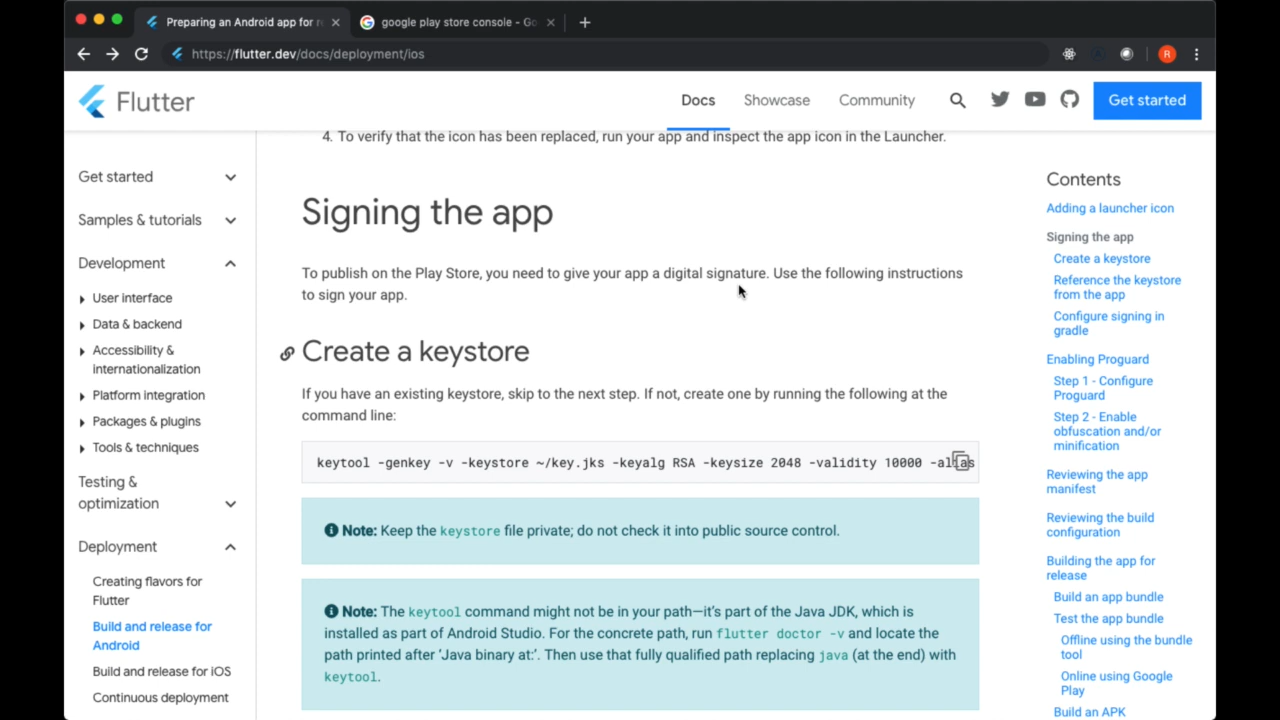 Preparing an Android app for r
google play store console - Go
https://flutter.dev/docs/deployment/ios
R
Flutter
Docs
Showcase
Community
Get started
Get started
Samples & tutorials
Development
User interface
Data & backend
Accessibility &
internationalization
Platform integration
Packages & plugins
Tools & techniques
Testing &
optimization
Deployment
Creating flavors for
Flutter
Build and release for
Android
Build and release for iOS
Continuous deployment
4. To verify that the icon has been replaced, run your app and inspect the app icon in the Launcher.
Signing the app
To publish on the Play Store, you need to give your app a digital signature. Use the following instructions
to sign your app.
Create a keystore
If you have an existing keystore, skip to the next step. If not, create one by running the following at the
command line:
keytool -genkey -v -keystore ~/key.jks -keyalg RSA -keysize 2048 -validity 10000 -alias
Note: Keep the keystore file private; do not check it into public source control.
Note: The keytool command might not be in your path—it's part of the Java JDK, which is
installed as part of Android Studio. For the concrete path, run flutter doctor -v and locate the
path printed after 'Java binary at:'. Then use that fully qualified path replacing java (at the end) with
keytool.
Contents
Adding a launcher icon
Signing the app
Create a keystore
Reference the keystore
from the app
Configure signing in
gradle
Enabling Proguard
Step 1 - Configure
Proguard
Step 2 - Enable
obfuscation and/or
minification
Reviewing the app
manifest
Reviewing the build
configuration
Building the app for
release
Build an app bundle
Test the app bundle
Offline using the bundle
tool
Online using Google
Play
Build an APK